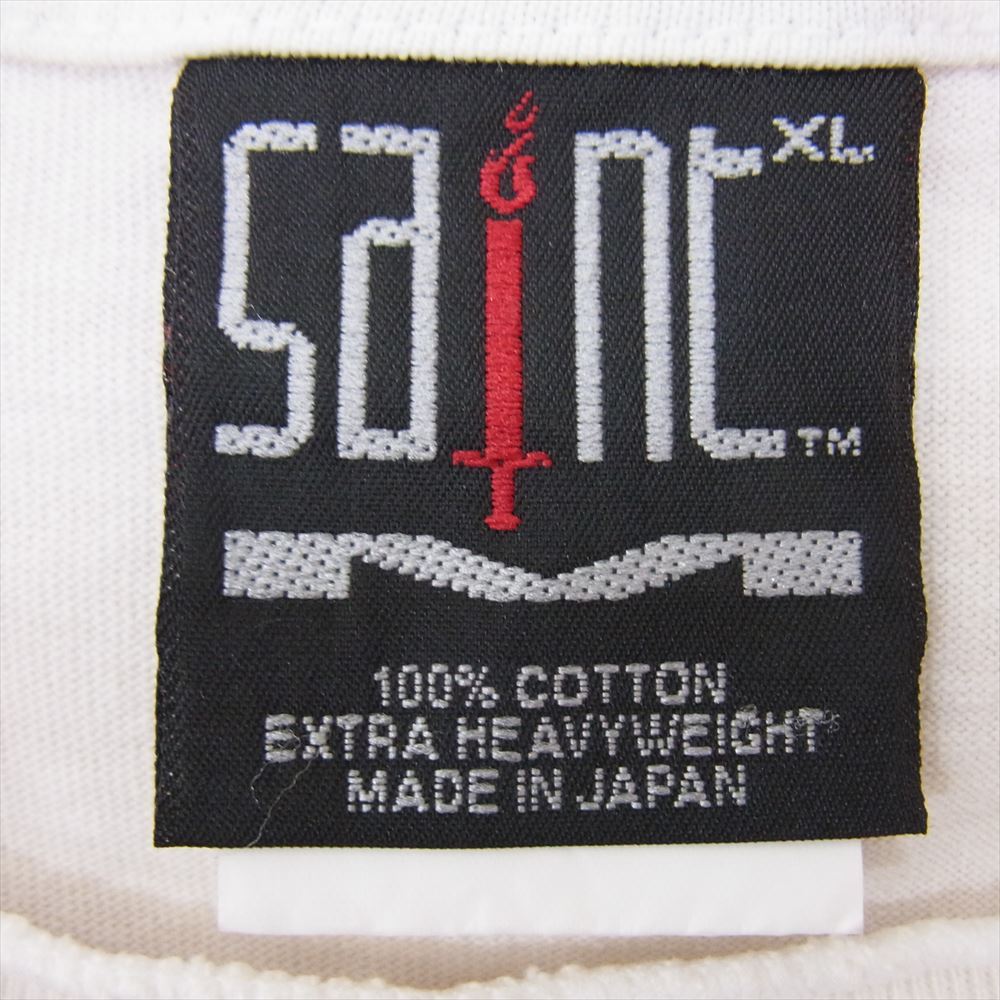 saint XL
TM
M
100% COTTON
EXTRA HEAVYWEIGHT
MADE IN JAPAN